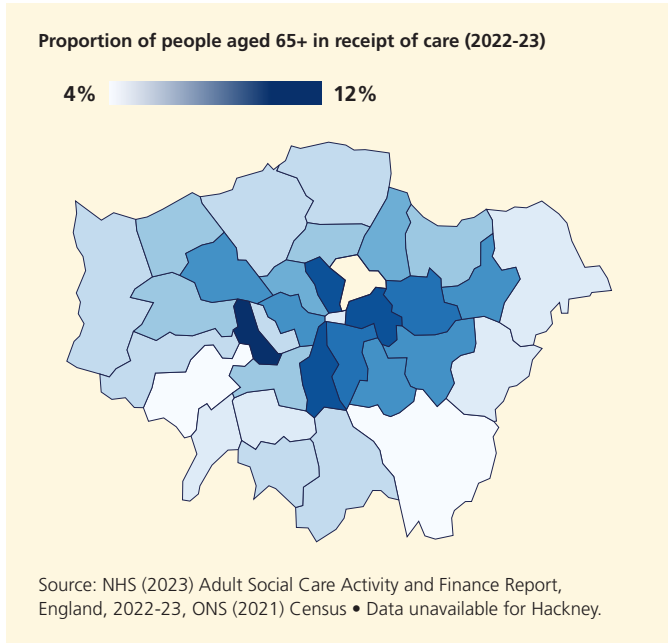 Proportion of people aged 65+ in receipt of care (2022-23)
4% 12%
Source: NHS (2023) Adult Social Care Activity and Finance Report,
England, 2022-23, ONS (2021) Census • Data unavailable for Hackney.